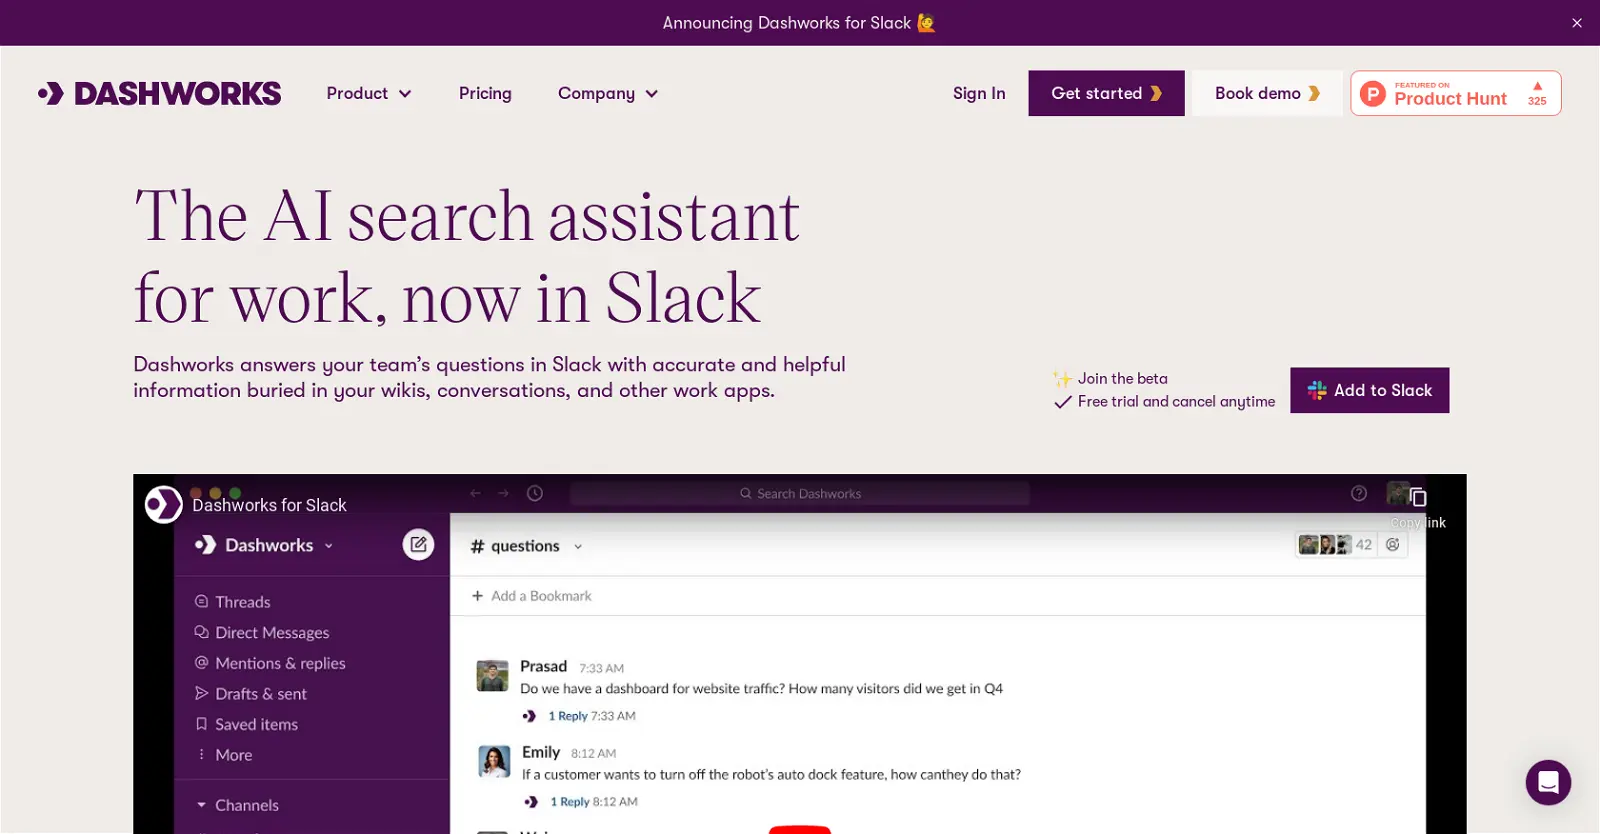 Announcing Dashworks for Slack 🙋
DASHWORKS
Product
Pricing
Company
Sign In
Get started
Book demo
FEATURED ON
Product Hunt
325
The AI search assistant
for work, now in Slack
Dashworks answers your team's questions in Slack with accurate and helpful
information buried in your wikis, conversations, and other work apps.
✨ Join the beta
Free trial and cancel anytime
Add to Slack
Dashworks for Slack
Search Dashworks
Copy link
Dashworks
# questions
42
+ Add a Bookmark
Threads
Direct Messages
Mentions & replies
Drafts & sent
Saved items
More
Channels
Prasad 7:33 AM
Do we have a dashboard for website traffic? How many visitors did we get in Q4
1 Reply 7:33 AM
Emily 8:12 AM
If a customer wants to turn off the robot's auto dock feature, how canthey do that?
1 Reply 8:12 AM